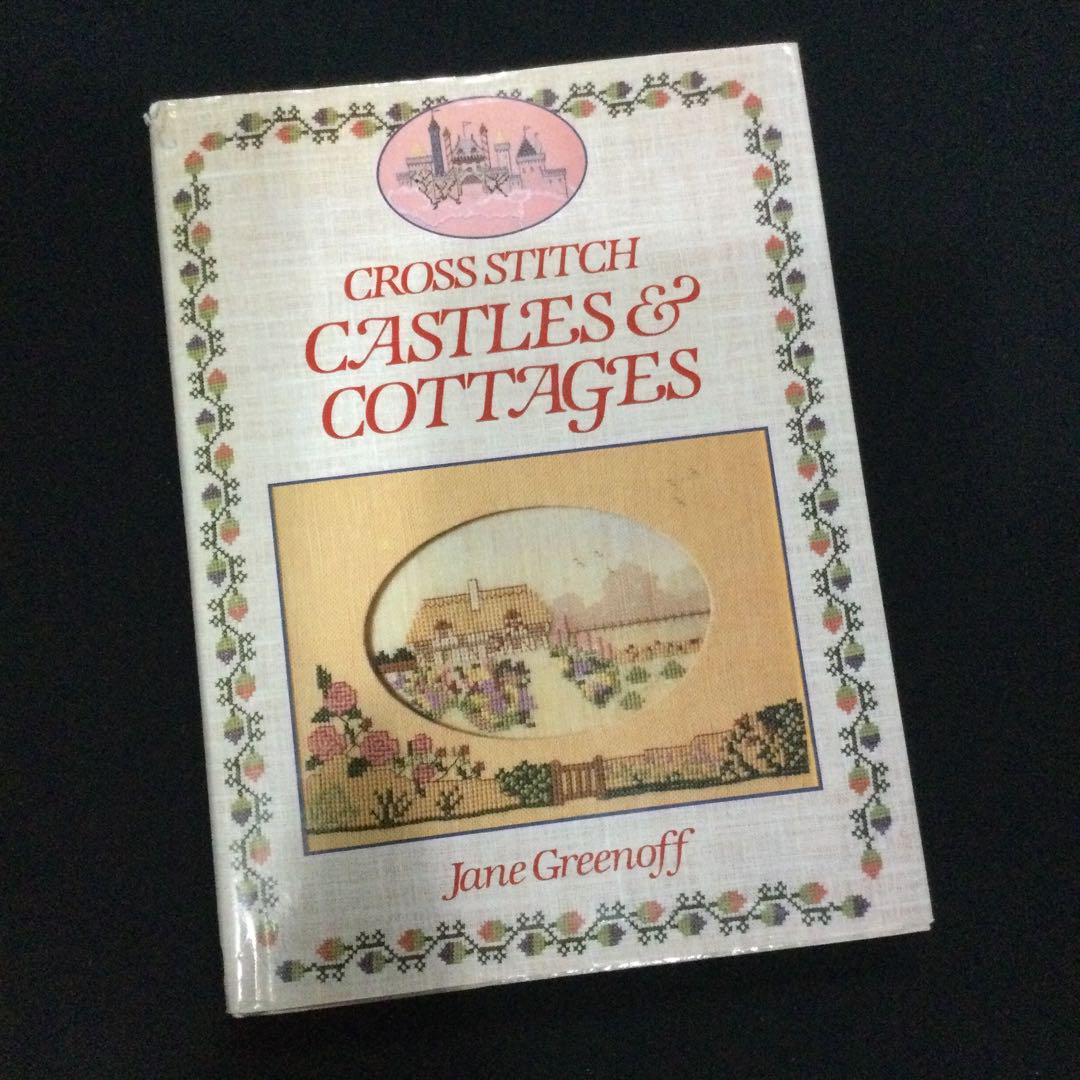 CROSS STITCH
CASTLES &
COTTAGES
Jane Greenoff